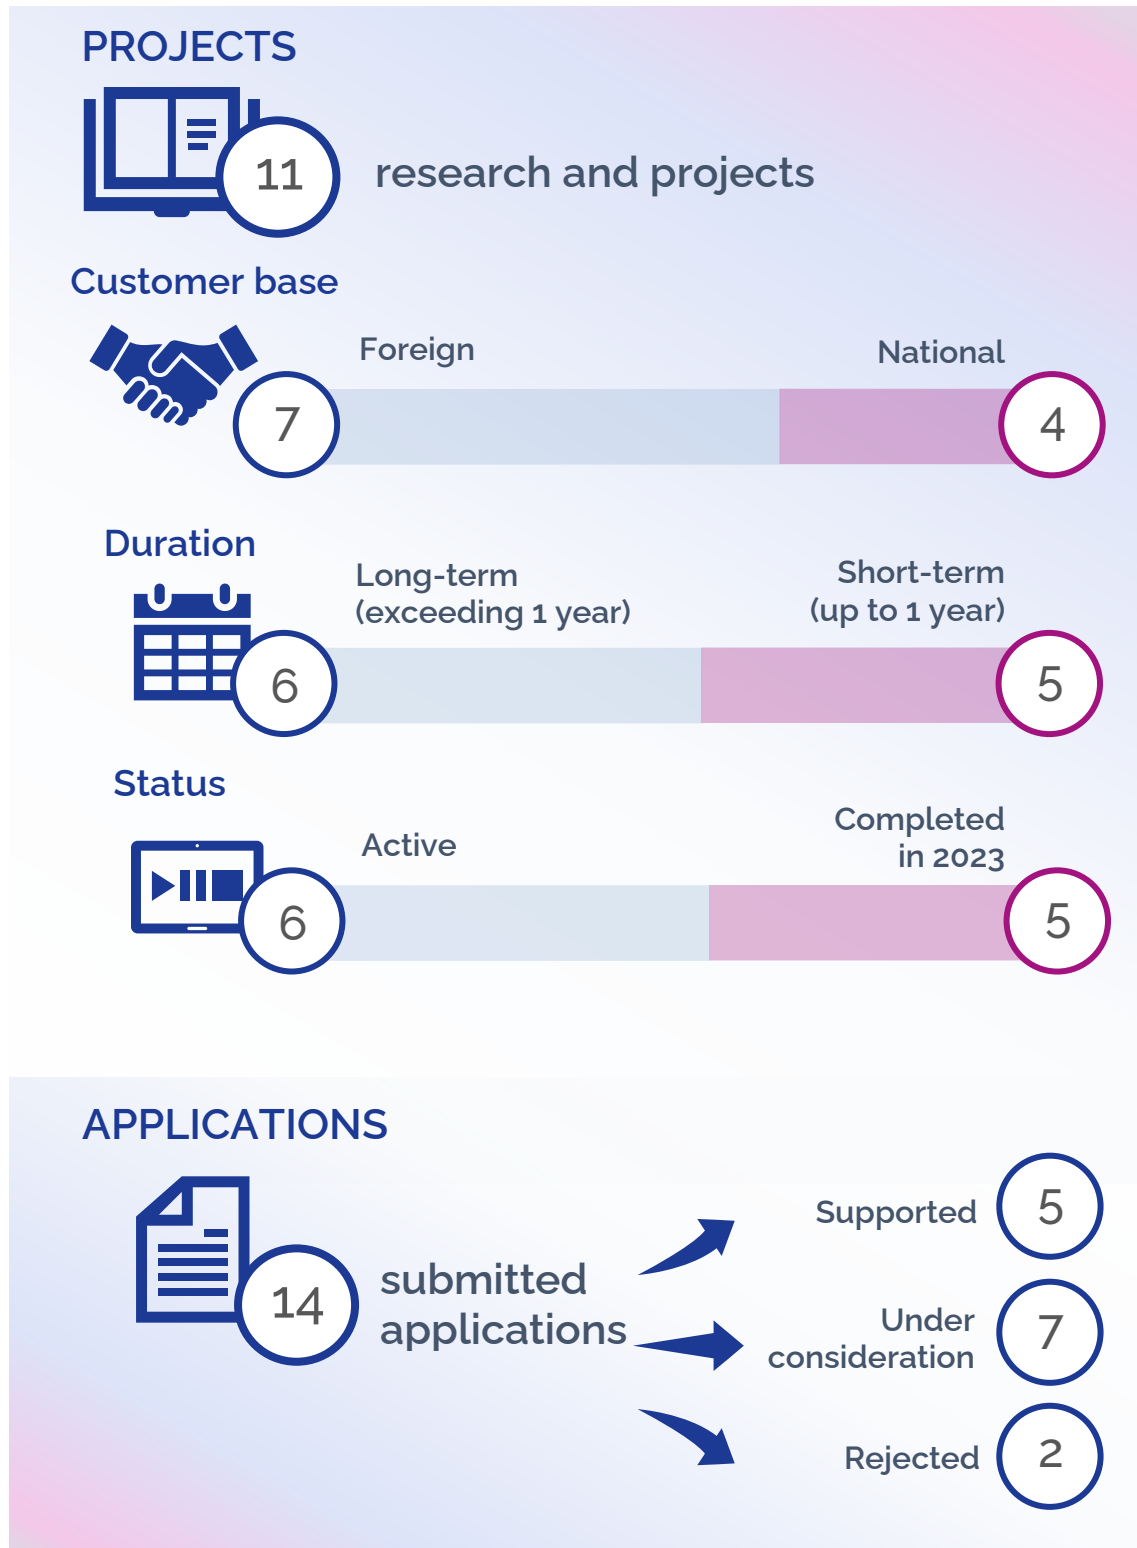 PROJECTS
11
research and projects
Customer base
Foreign
National
7
4
Duration
Long-term
(exceeding 1 year)
Short-term
(up to 1 year)
6
5
Status
Active
Completed
in 2023
6
5
APPLICATIONS
14
submitted
applications
Supported
5
Under
consideration
7
Rejected
2